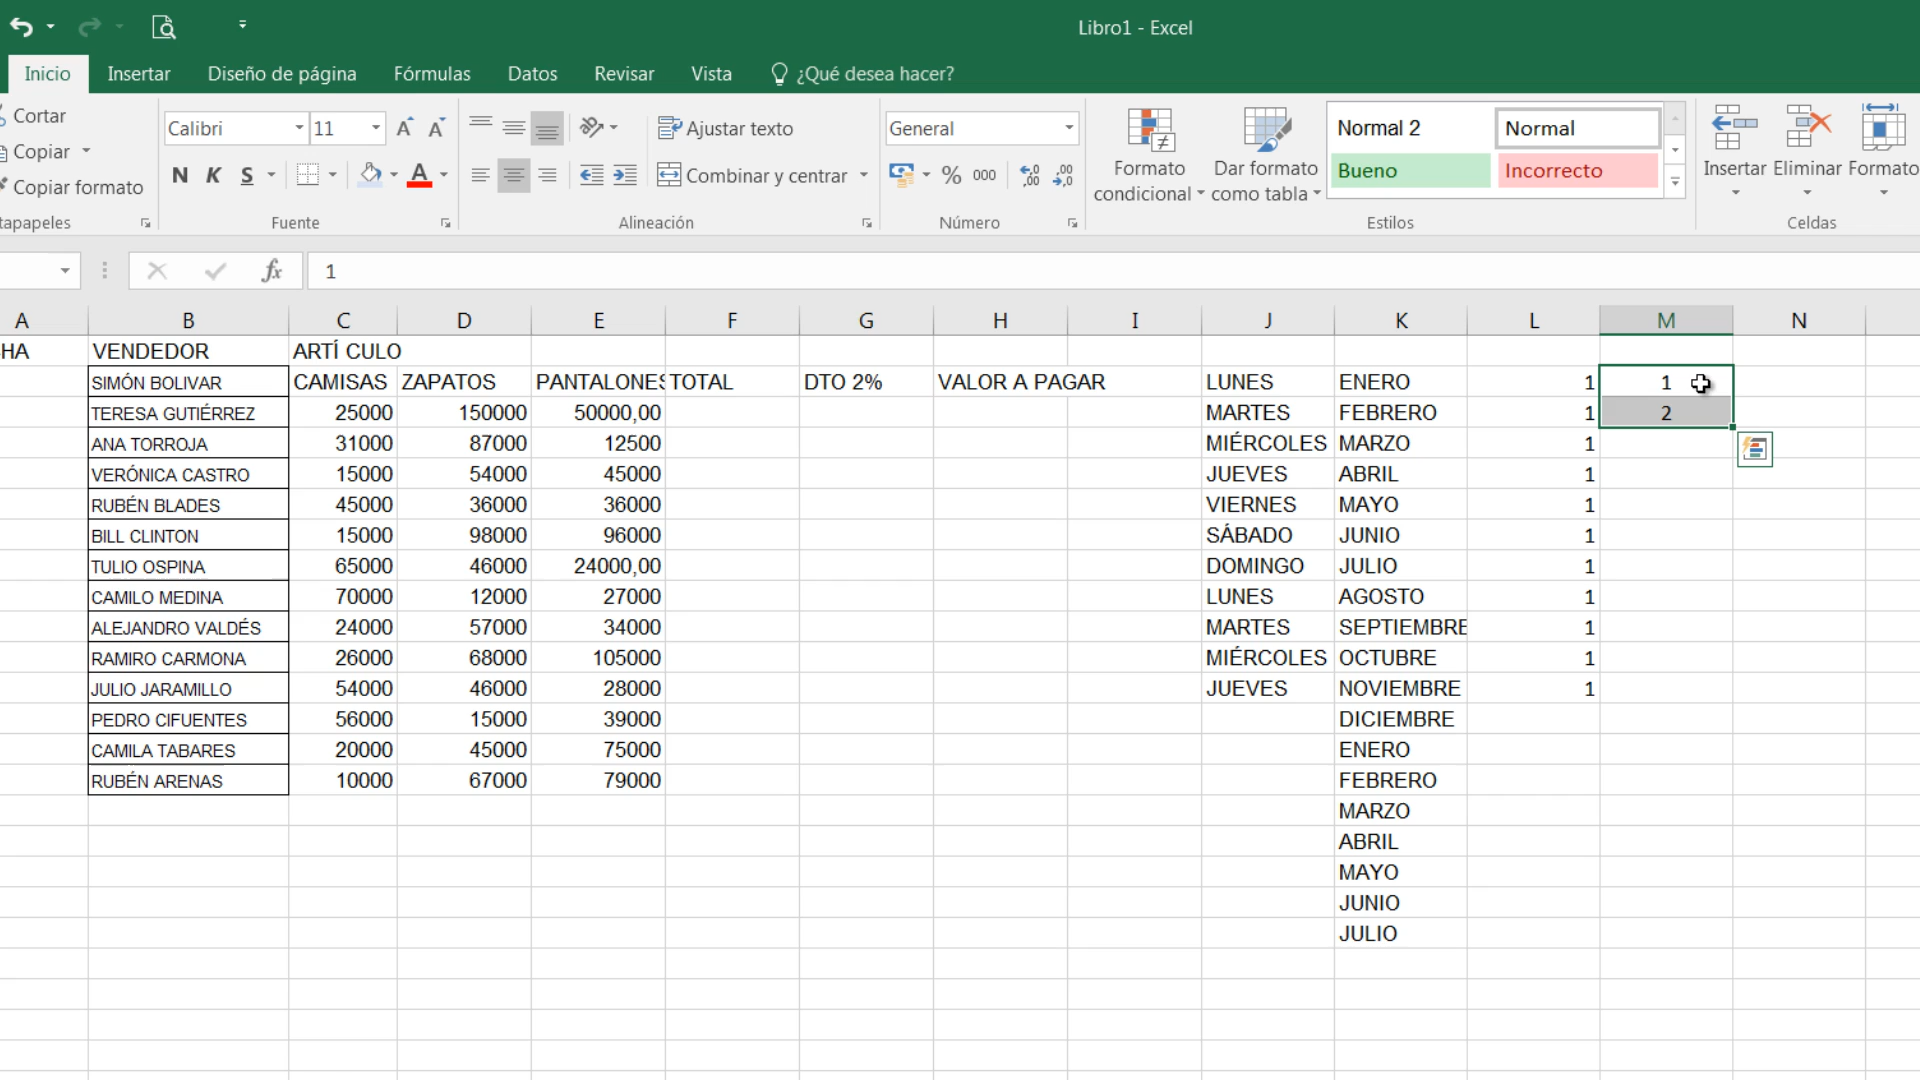 Libro1 - Excel
Inicio Insertar Diseño de página Fórmulas Datos Revisar Vista ¿Qué desea hacer?
Cortar
Copiar
Copiar formato
Calibri 11
N K S A
Ajustar texto
Combinar y centrar
General
% 000
Formato condicional
Dar formato como tabla
Normal 2 Normal
Bueno Incorrecto
Insertar Eliminar Formato
tapapeles Fuente Alineación Número Estilos Celdas
fx 1
A B C D E F G H I J K L M N
HA VENDEDOR ARTÍ CULO
SIMÓN BOLIVAR CAMISAS ZAPATOS PANTALONES TOTAL DTO 2% VALOR A PAGAR LUNES ENERO 1 1
TERESA GUTIÉRREZ 25000 150000 50000,00 MARTES FEBRERO 1 2
ANA TORROJA 31000 87000 12500 MIÉRCOLES MARZO 1
VERÓNICA CASTRO 15000 54000 45000 JUEVES ABRIL 1
RUBÉN BLADES 45000 36000 36000 VIERNES MAYO 1
BILL CLINTON 15000 98000 96000 SÁBADO JUNIO 1
TULIO OSPINA 65000 46000 24000,00 DOMINGO JULIO 1
CAMILO MEDINA 70000 12000 27000 LUNES AGOSTO 1
ALEJANDRO VALDÉS 24000 57000 34000 MARTES SEPTIEMBRE 1
RAMIRO CARMONA 26000 68000 105000 MIÉRCOLES OCTUBRE 1
JULIO JARAMILLO 54000 46000 28000 JUEVES NOVIEMBRE 1
PEDRO CIFUENTES 56000 15000 39000 DICIEMBRE
CAMILA TABARES 20000 45000 75000 ENERO
RUBÉN ARENAS 10000 67000 79000 FEBRERO
MARZO
ABRIL
MAYO
JUNIO
JULIO